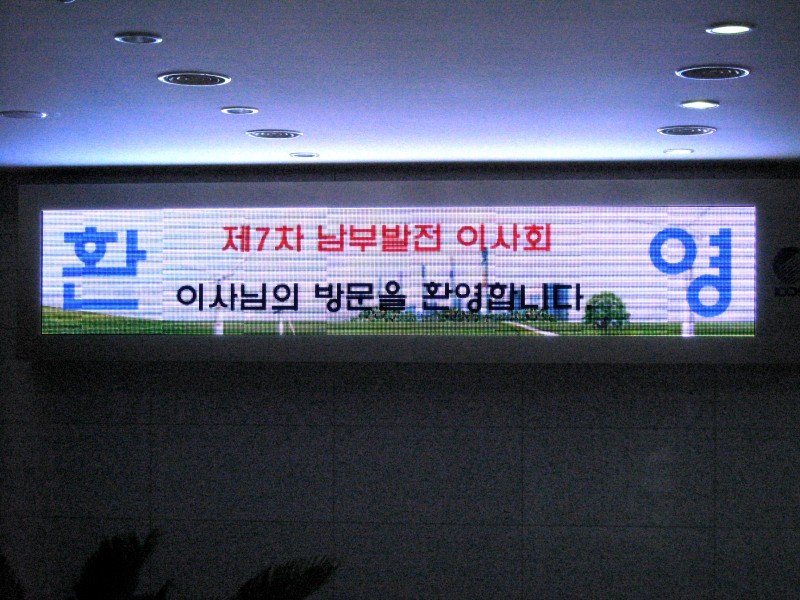 환영
제7차 남부발전 이사회
이사님의 방문을 환영합니다.